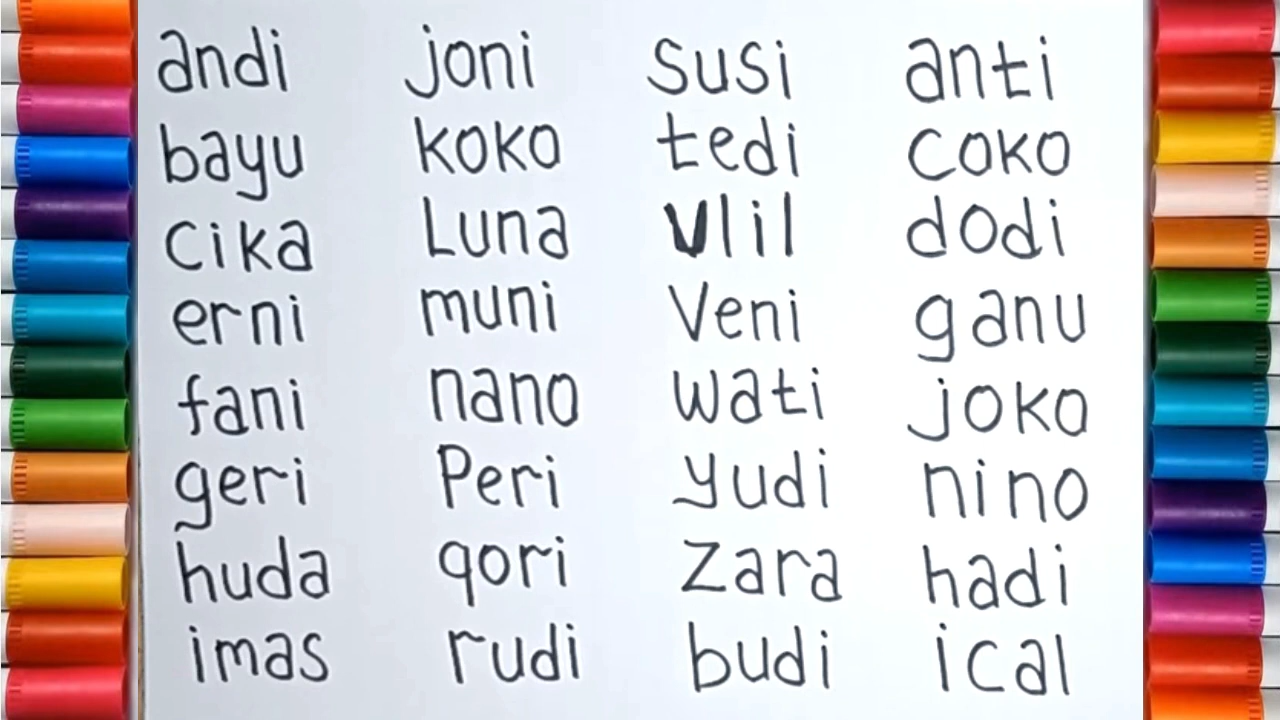 andi joni susi anti
bayu koko tedi coko
cika Luna Vlil dodi
erni muni Veni ganu
fani nano wati joko
geri Peri yudi nino
huda qori zara hadi
imas rudi budi ical